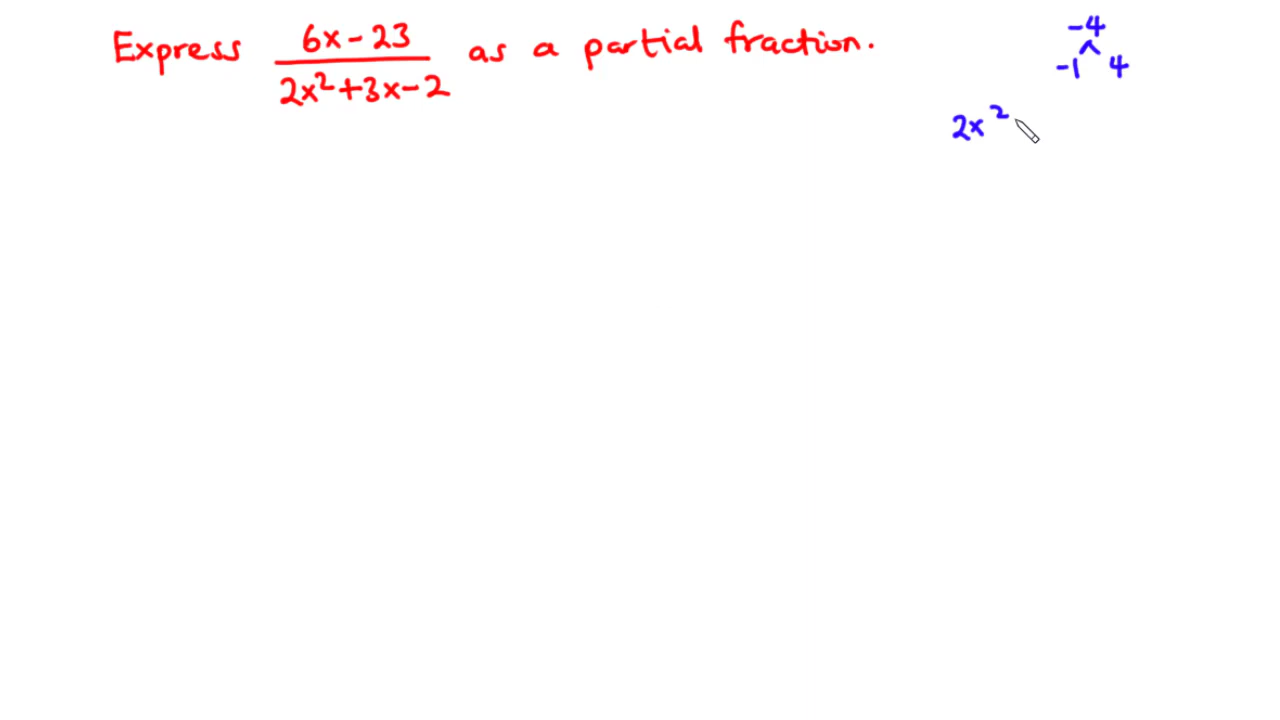 Express 6x - 23 / 2x² + 3x - 2 as a partial fraction.
-4
-1 4
2x²